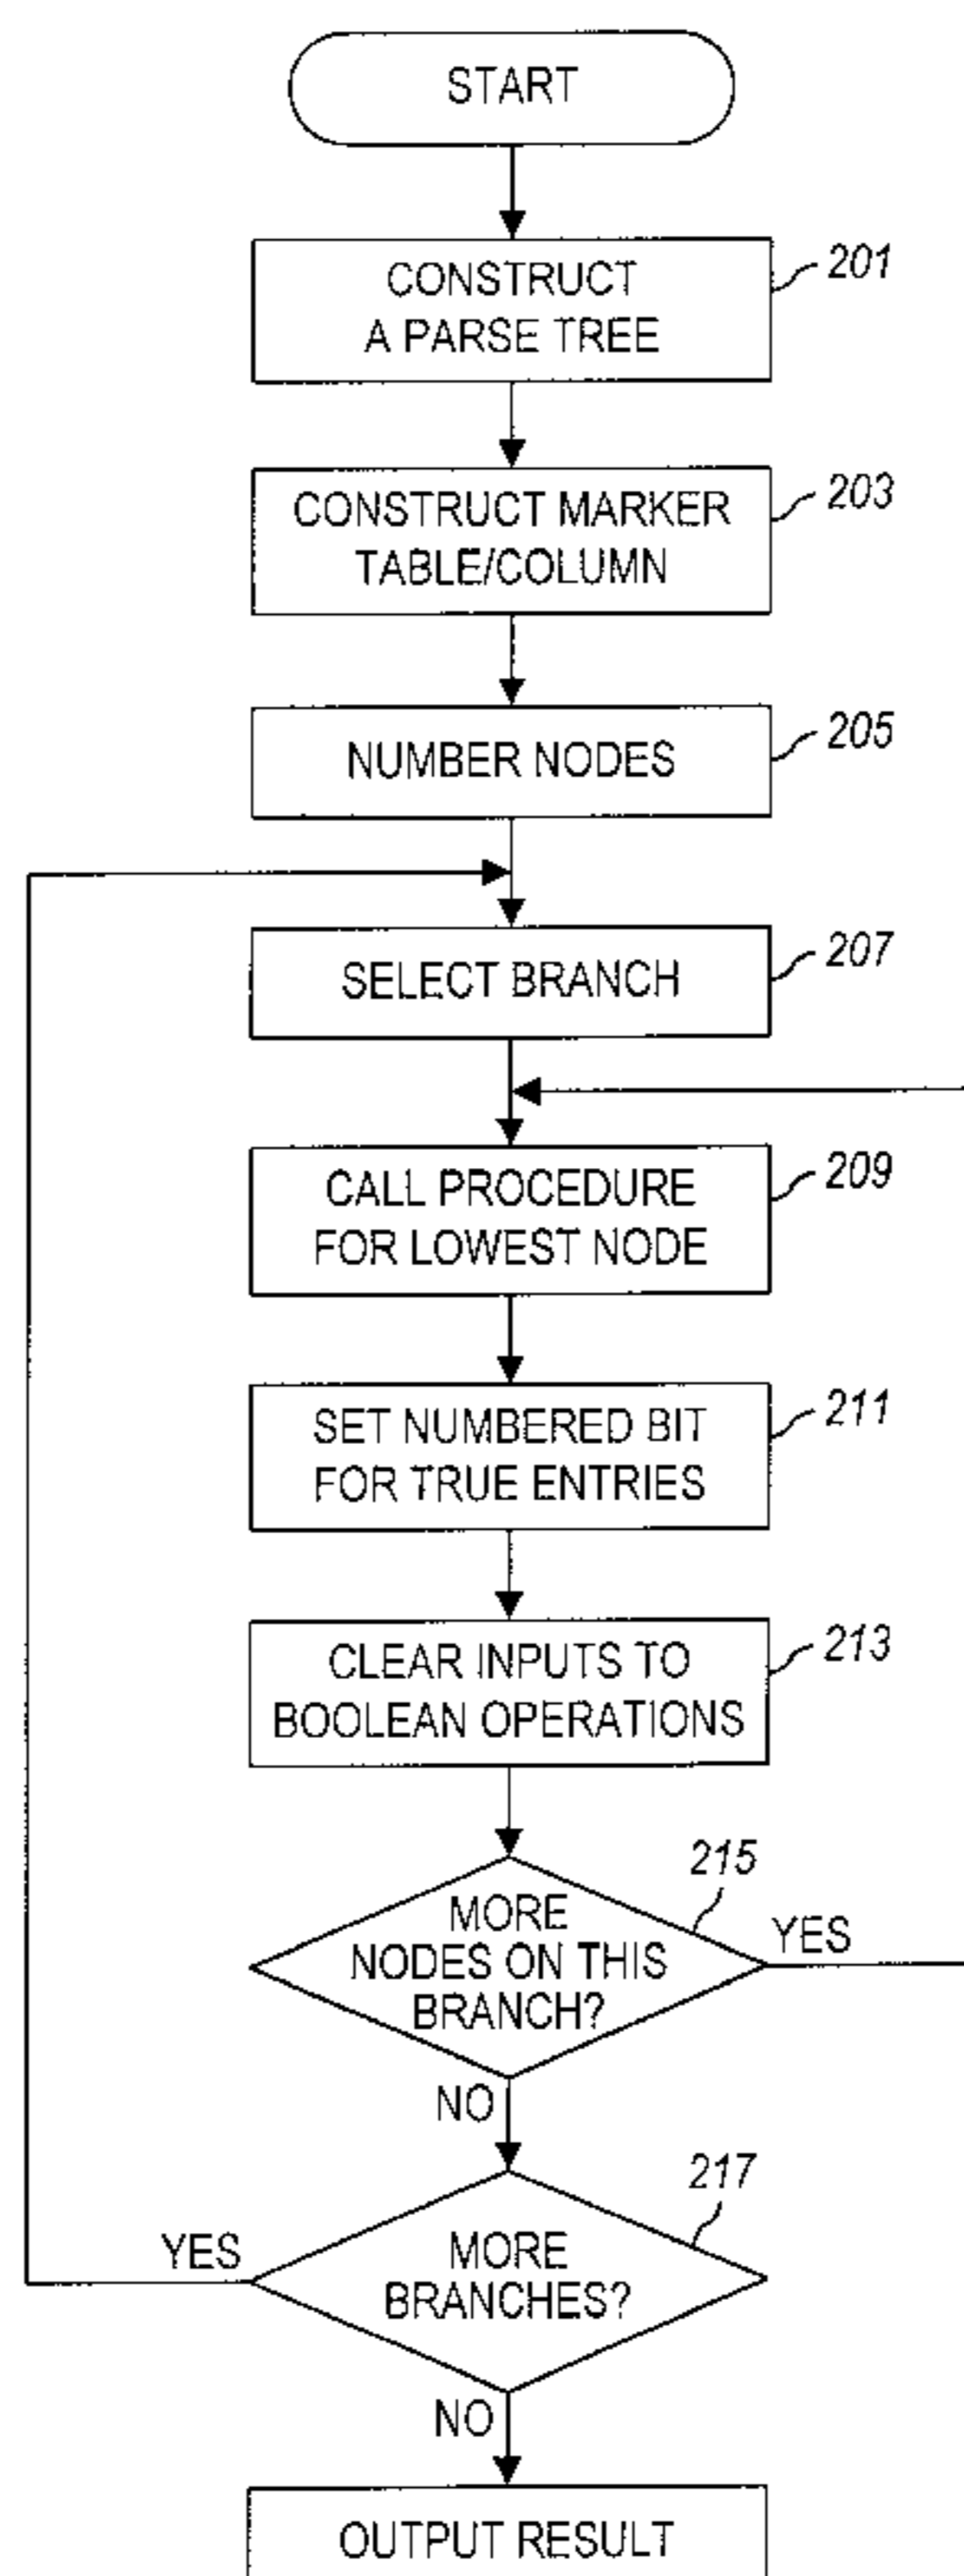 START
CONSTRUCT
A PARSE TREE
201
CONSTRUCT MARKER
TABLE/COLUMN
203
NUMBER NODES
205
SELECT BRANCH
207
CALL PROCEDURE
FOR LOWEST NODE
209
SET NUMBERED BIT
FOR TRUE ENTRIES
211
CLEAR INPUTS TO
BOOLEAN OPERATIONS
213
MORE
NODES ON THIS
BRANCH?
215
YES
NO
MORE
BRANCHES?
217
YES
NO
OUTPUT RESULT